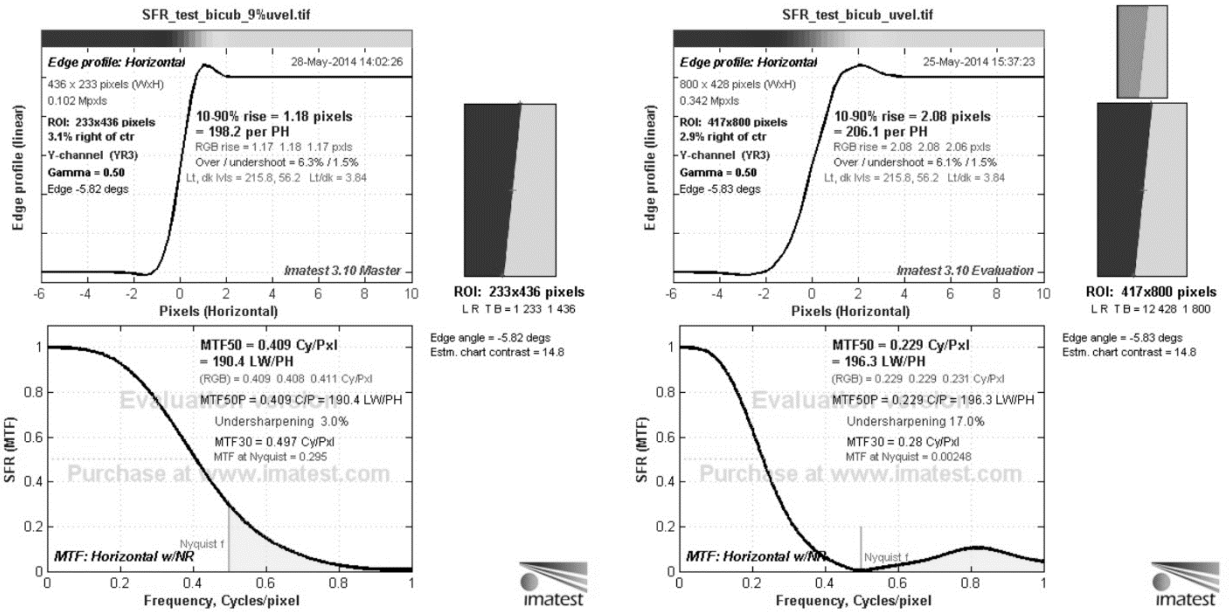 SFR_test_bicub_9%uvel.tif
Edge profile: Horizontal
28-May-2014 14:02:26
436 x 233 pixels (WxH)
0.102 Mpxls
ROI: 233x436 pixels
3.1% right of ctr
Y-channel (YR3)
Gamma = 0.50
Edge -5.82 degs
10-90% rise = 1.18 pixels
= 198.2 per PH
RGB rise = 1.17 1.18 1.17 pxls
Over / undershoot = 6.3% / 1.5%
Lt, dk lvls = 215.8, 56.2 Lt/dk = 3.84
Edge profile (linear)
Imatest 3.10 Master
-6 -4 -2 0 2 4 6 8 10
Pixels (Horizontal)
ROI: 233x436 pixels
L R T B = 1 233 1 436
Edge angle = -5.82 degs
Estm. chart contrast = 14.8
MTF50 = 0.409 Cy/Pxl
= 190.4 LW/PH
(RGB) = 0.409 0.408 0.411 Cy/Pxl
Evaluation version
MTF50P = 0.409 C/P = 190.4 LW/PH
Undersharpening 3.0%
MTF30 = 0.497 Cy/Pxl
MTF at Nyquist = 0.295
Purchase at www.imatest.com
SFR (MTF)
1
0.8
0.6
0.4
0.2
0
Nyquist f
MTF: Horizontal w/NR
0 0.2 0.4 0.6 0.8 1
Frequency, Cycles/pixel
imatest
SFR_test_bicub_uvel.tif
Edge profile: Horizontal
25-May-2014 15:37:23
800 x 428 pixels (WxH)
0.342 Mpxls
ROI: 417x800 pixels
2.9% right of ctr
Y-channel (YR3)
Gamma = 0.50
Edge -5.83 degs
10-90% rise = 2.08 pixels
= 206.1 per PH
RGB rise = 2.08 2.08 2.06 pxls
Over / undershoot = 6.1% / 1.5%
Lt, dk lvls = 215.8, 56.2 Lt/dk = 3.84
Edge profile (linear)
Imatest 3.10 Evaluation
-6 -4 -2 0 2 4 6 8 10
Pixels (Horizontal)
ROI: 417x800 pixels
L R T B = 12 428 1 800
Edge angle = -5.83 degs
Estm. chart contrast = 14.8
MTF50 = 0.229 Cy/Pxl
= 196.3 LW/PH
(RGB) = 0.229 0.229 0.231 Cy/Pxl
Evaluation version
MTF50P = 0.229 C/P = 196.3 LW/PH
Undersharpening 17.0%
MTF30 = 0.28 Cy/Pxl
MTF at Nyquist = 0.00248
Purchase at www.imatest.com
SFR (MTF)
1
0.8
0.6
0.4
0.2
0
Nyquist f
MTF: Horizontal w/NR
0 0.2 0.4 0.6 0.8 1
Frequency, Cycles/pixel
imatest